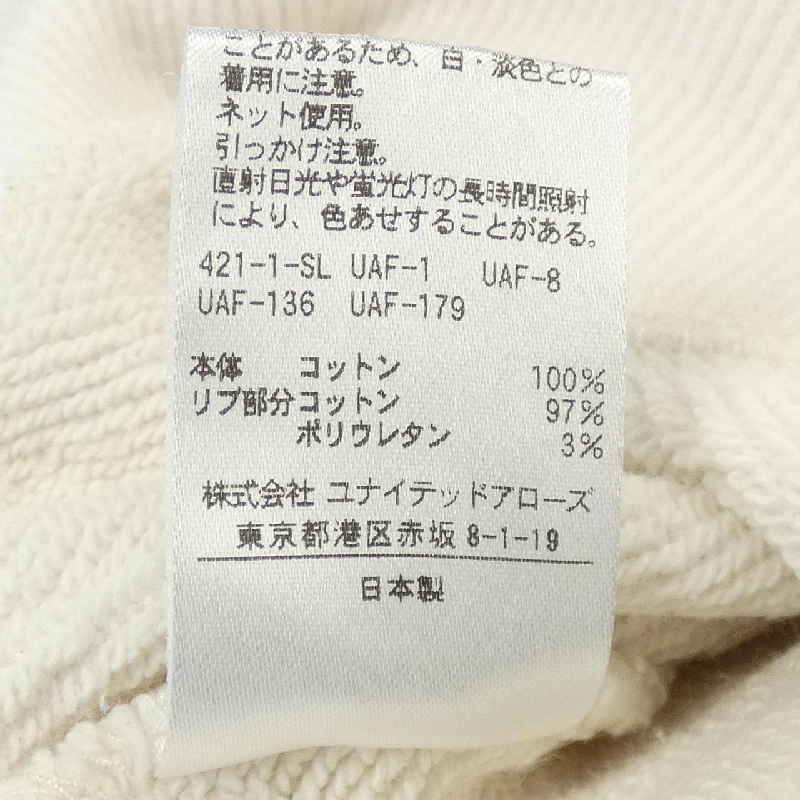 ことがあるため、白・淡色との
着用に注意。
ネット使用。
引っかけ注意。
直射日光や蛍光灯の長時間照射
により、色あせすることがある。
421-1-SL UAF-1 UAF-8
UAF-136 UAF-179
本体 コットン 100%
リブ部分コットン 97%
ポリウレタン 3%
株式会社 ユナイテッドアローズ
東京都港区赤坂 8-1-19
日本製